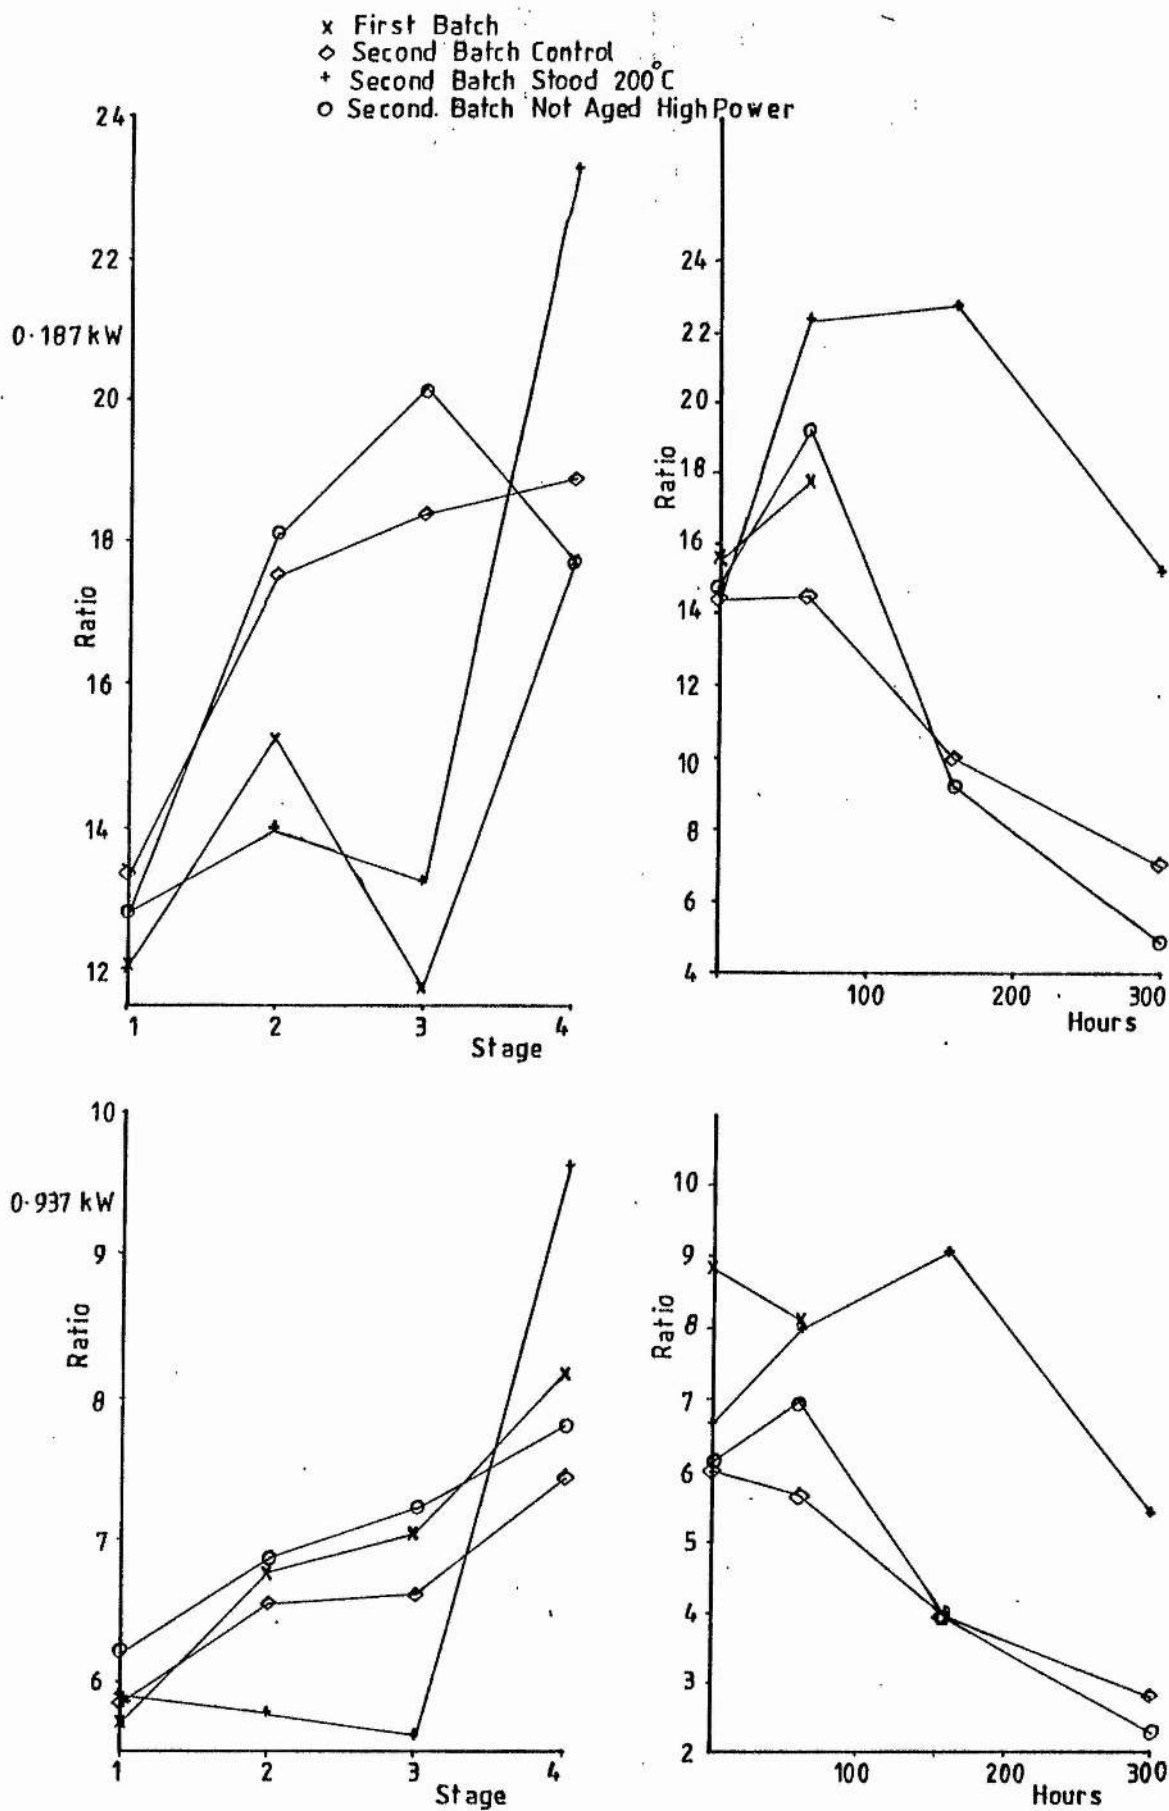 x First Batch
◇ Second Batch Control
+ Second Batch Stood 200°C
o Second. Batch Not Aged High Power
24
22
0·187 kW
20
18
Ratio
16
14
12
1 2 3 4
Stage
24
22
20
Ratio
18
16
14
12
10
8
6
4
100 200 300
Hours
10
0·937 kW
9
Ratio
8
7
6
1 2 3 4
Stage
10
9
Ratio
8
7
6
5
4
3
2
100 200 300
Hours